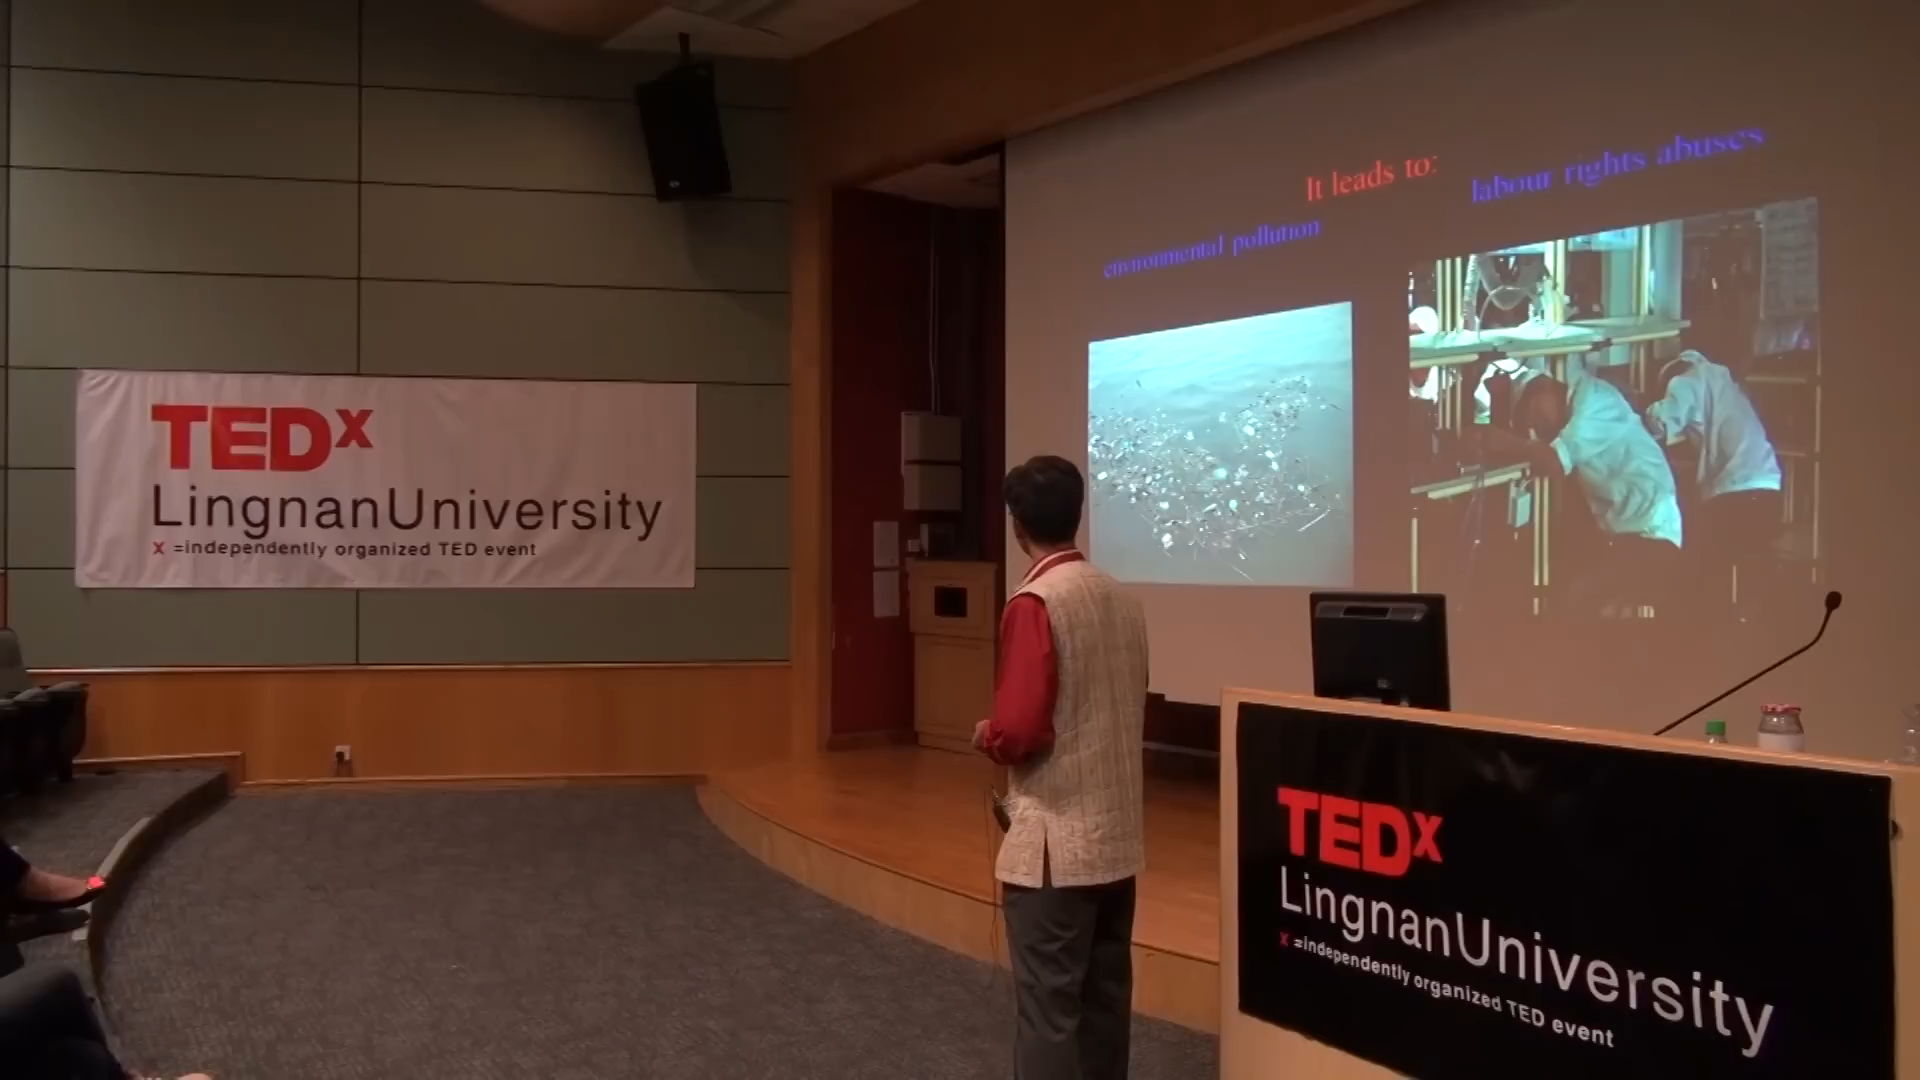 TEDx
LingnanUniversity
x =independently organized TED event
It leads to:
labour rights abuses
environmental pollution
TEDx
LingnanUniversity
x =independently organized TED event